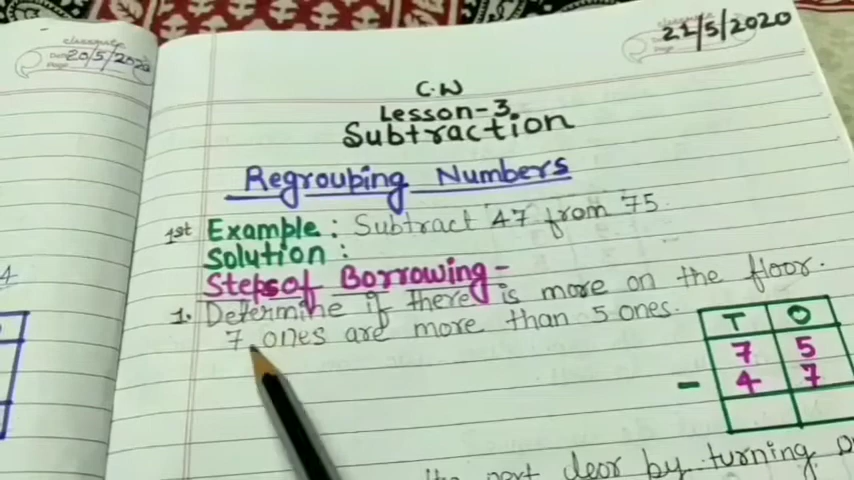 20/5/2020
21/5/2020
C.W
Lesson-3.
Subtraction
Regrouping Numbers
1st Example: Subtract 47 from 75.
Solution:
Steps of Borrowing-
1. Determine if there is more on the floor.
7 ones are more than 5 ones.
T O
7 5
- 4 7
the next door by turning
4